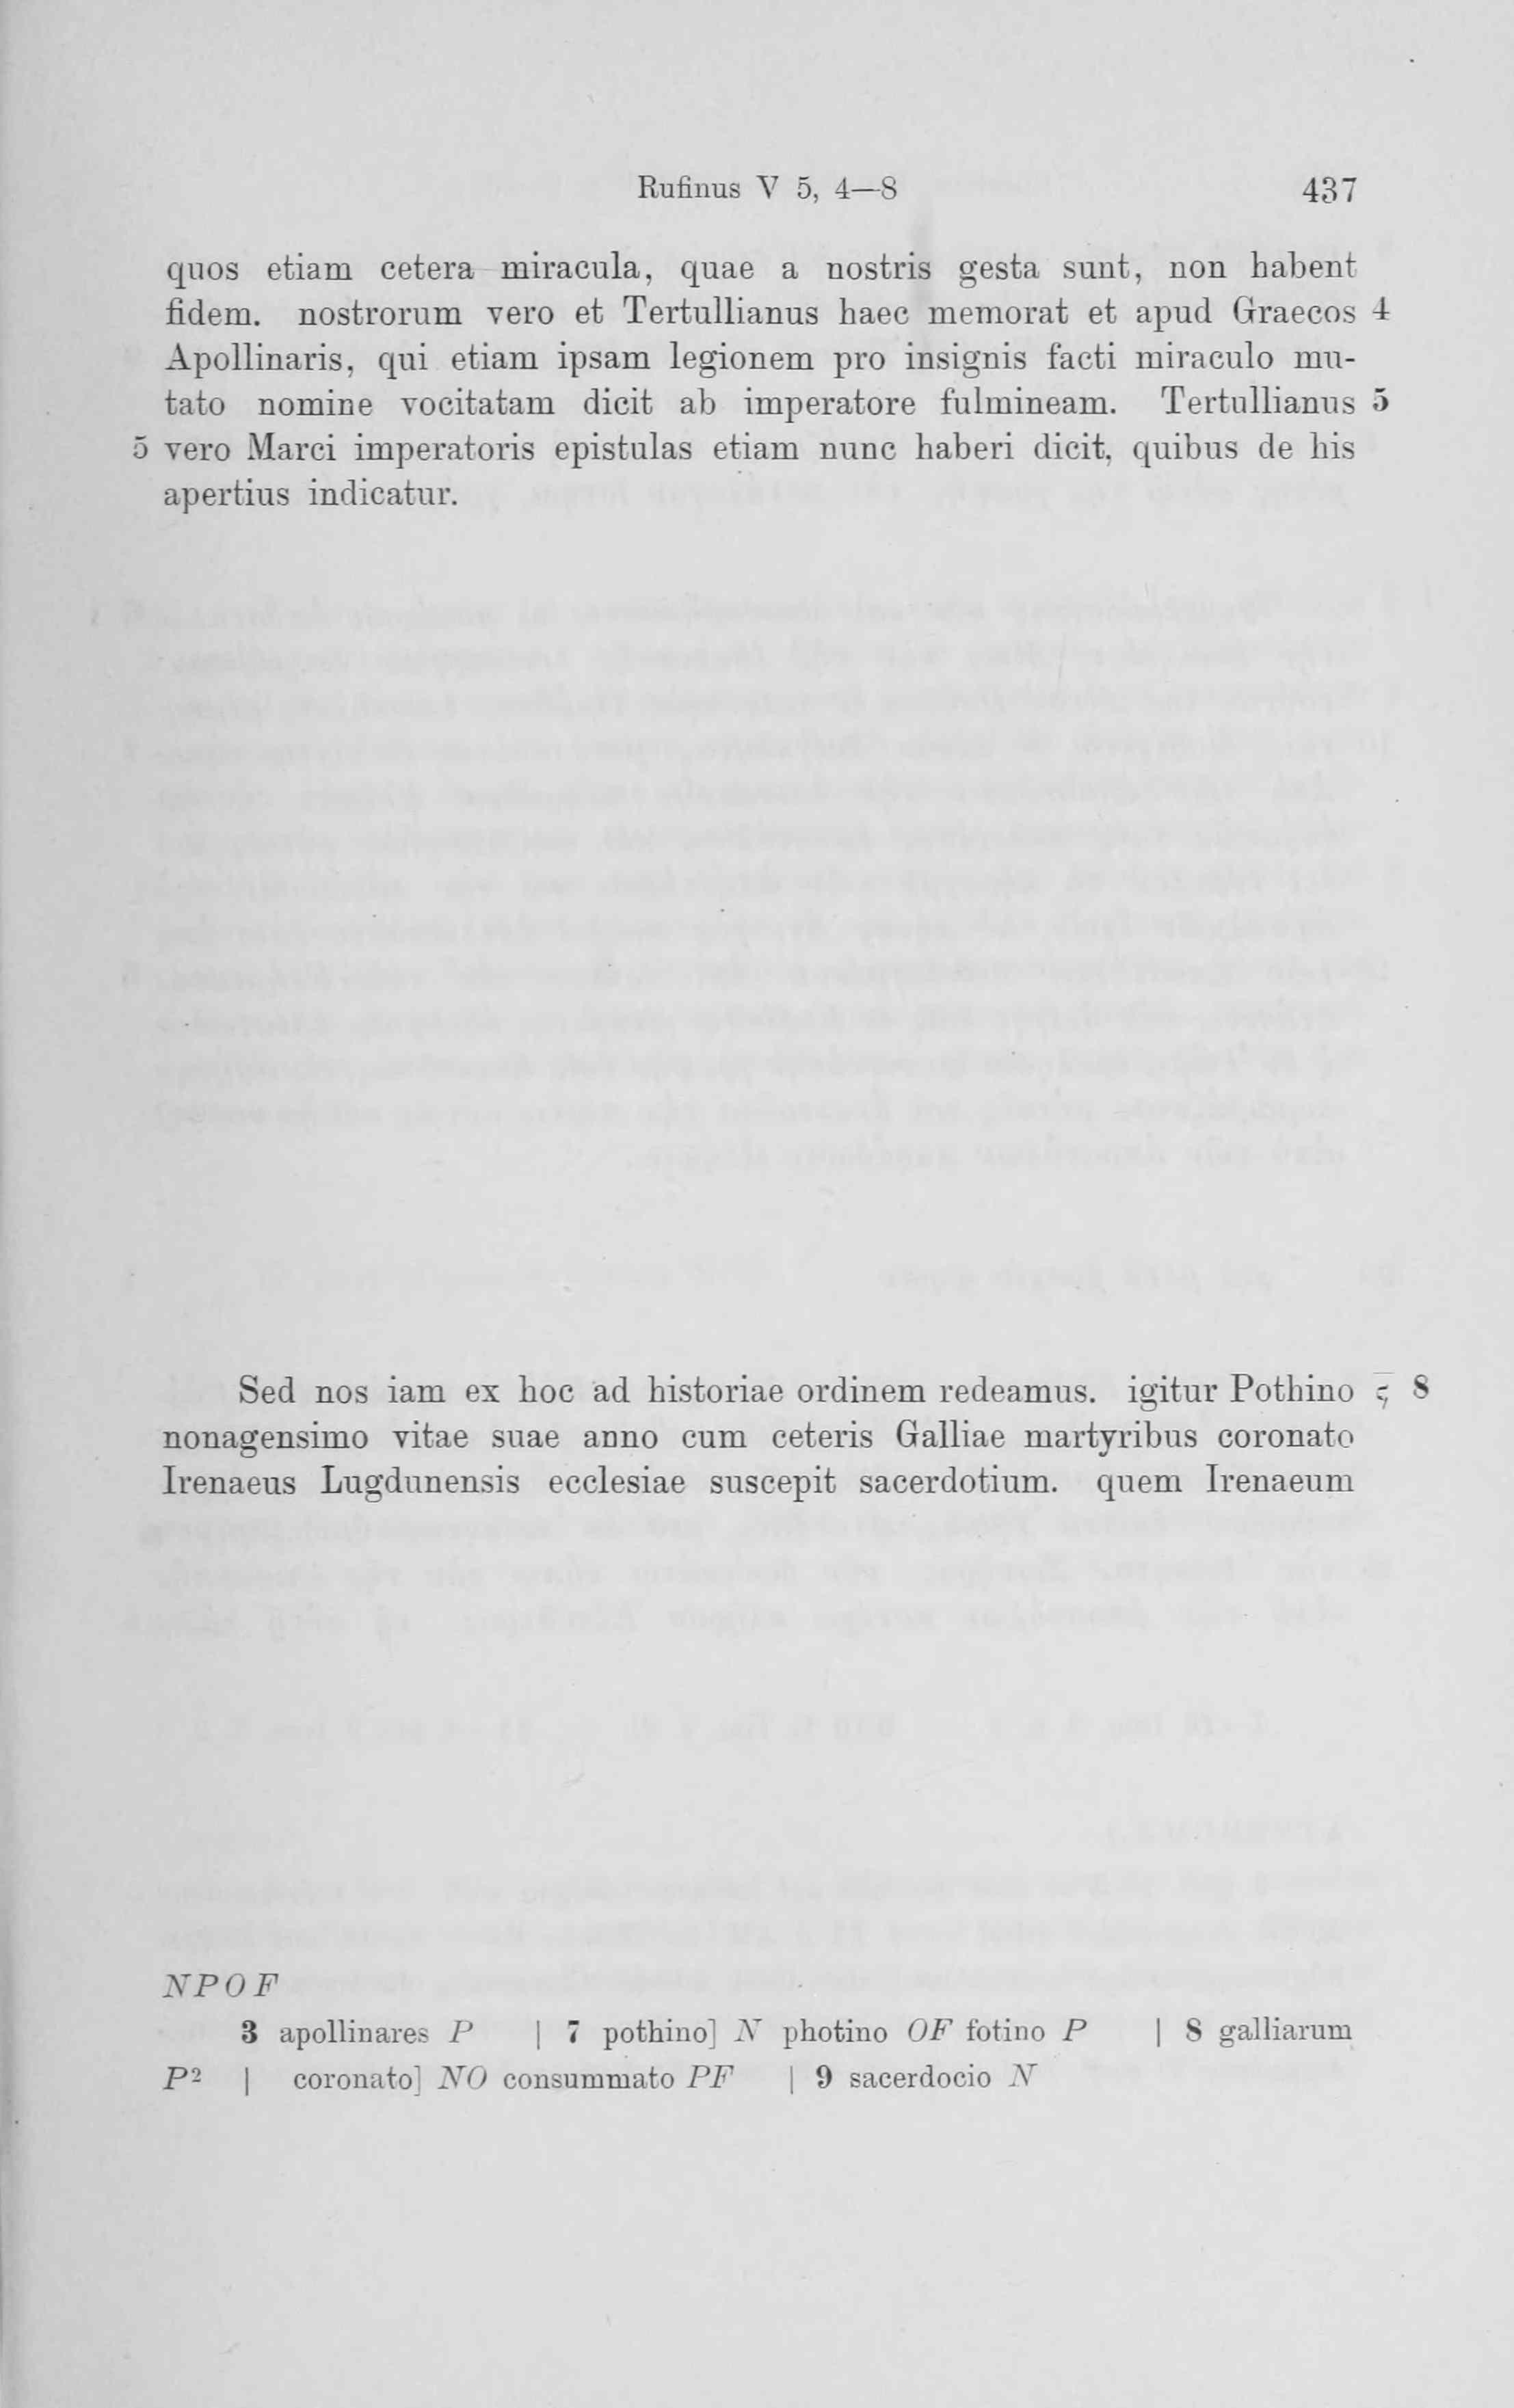 Rufinus V 5, 4—8 437
quos etiam cetera miracula, quae a nostris gesta sunt, non habent
fidem. nostrorum vero et Tertullianus haec memorat et apud Graecos 4
Apollinaris, qui etiam ipsam legionem pro insignis facti miraculo mu-
tato nomine vocitatam dicit ab imperatore fulmineam. Tertullianus 5
5 vero Marci imperatoris epistulas etiam nunc haberi dicit, quibus de his
apertius indicatur.
Sed nos iam ex hoc ad historiae ordinem redeamus. igitur Pothino ϛ̅ 8
nonagensimo vitae suae anno cum ceteris Galliae martyribus coronato
Irenaeus Lugdunensis ecclesiae suscepit sacerdotium. quem Irenaeum
NPOF
3 apollinares P | 7 pothino] N photino OF fotino P | 8 galliarum
P² | coronato] NO consummato PF | 9 sacerdocio N